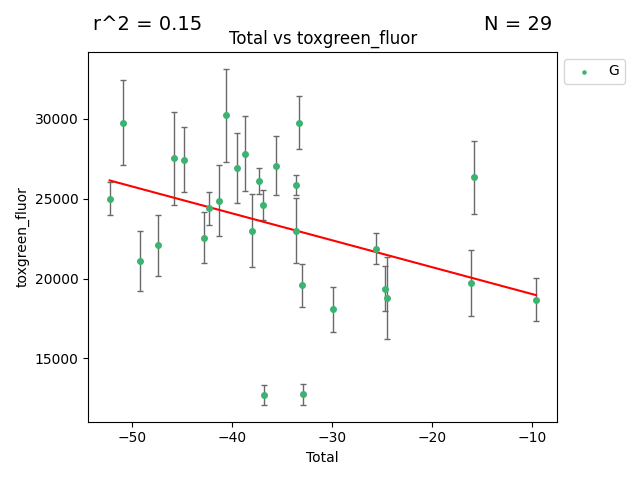 r^2 = 0.15
N = 29
Total vs toxgreen_fluor
G
30000
25000
20000
15000
toxgreen_fluor
−50
−40
−30
−20
−10
Total